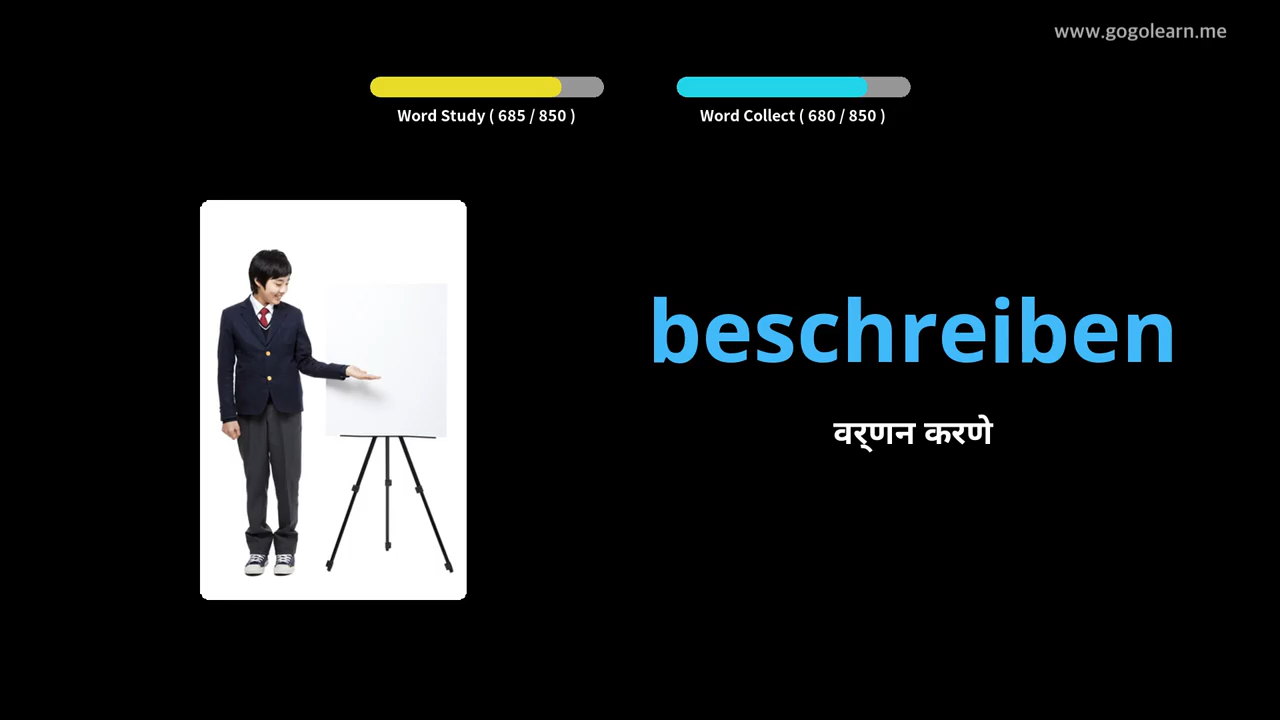 www.gogolearn.me
Word Study ( 685 / 850 )
Word Collect ( 680 / 850 )
beschreiben
वर्णन करणे